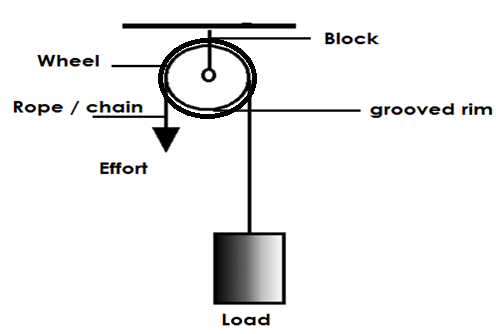 Block
Wheel
Rope / chain
grooved rim
Effort
Load